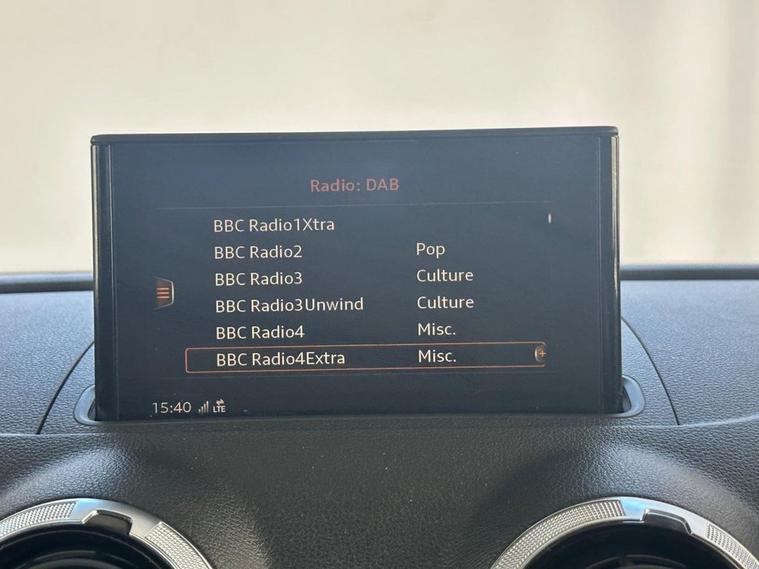 Radio: DAB
BBC Radio1Xtra
BBC Radio2 Pop
BBC Radio3 Culture
BBC Radio3Unwind Culture
BBC Radio4 Misc.
BBC Radio4Extra Misc.
15:40 LTE